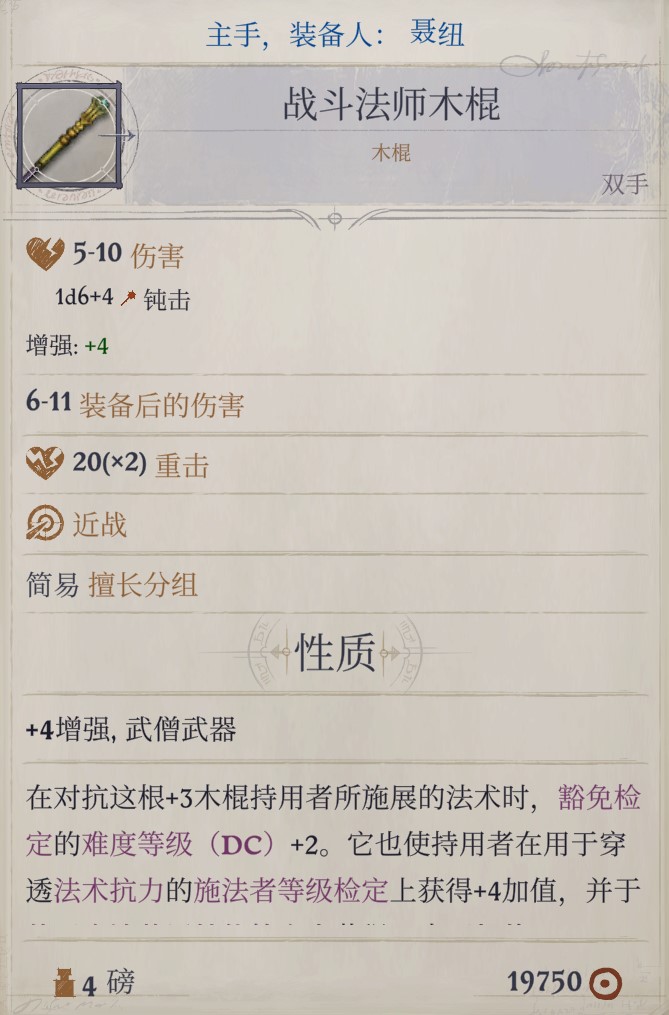 主手，装备人： 聂纽
战斗法师木棍
木棍
双手
5-10 伤害
1d6+4 钝击
增强: +4
6-11 装备后的伤害
20(×2) 重击
近战
简易 擅长分组
性质
+4增强, 武僧武器
在对抗这根+3木棍持用者所施展的法术时，豁免检
定的难度等级（DC）+2。它也使持用者在用于穿
透法术抗力的施法者等级检定上获得+4加值，并于
4 磅
19750